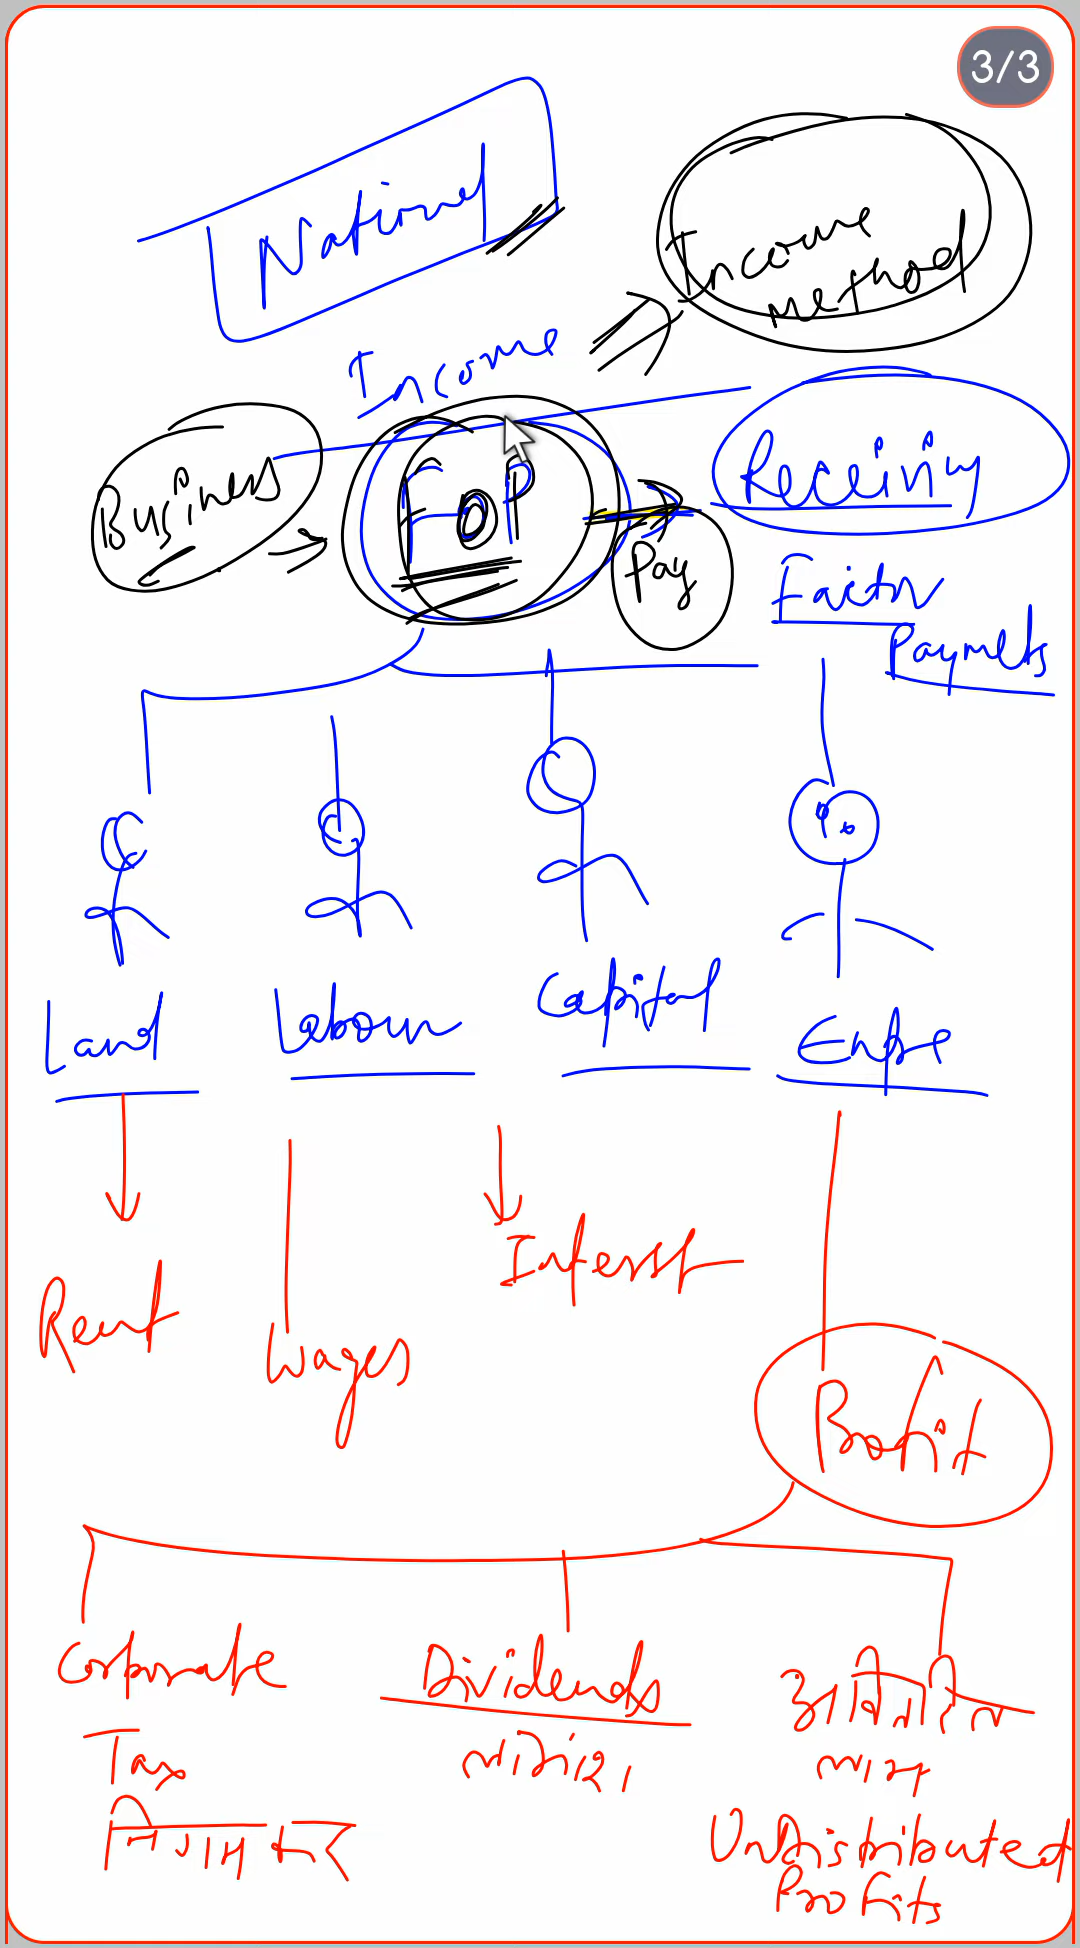 3/3
National
Income
Income
method
Business
FOP
Pay
Receiving
Factor
Payments
Land
Labour
Capital
Entre
Rent
Wages
Interst
Profit
Corporate
Tax
निगम कर
Dividends
लाभांश
अवितरित
लाभ
UnDistributed
Profits